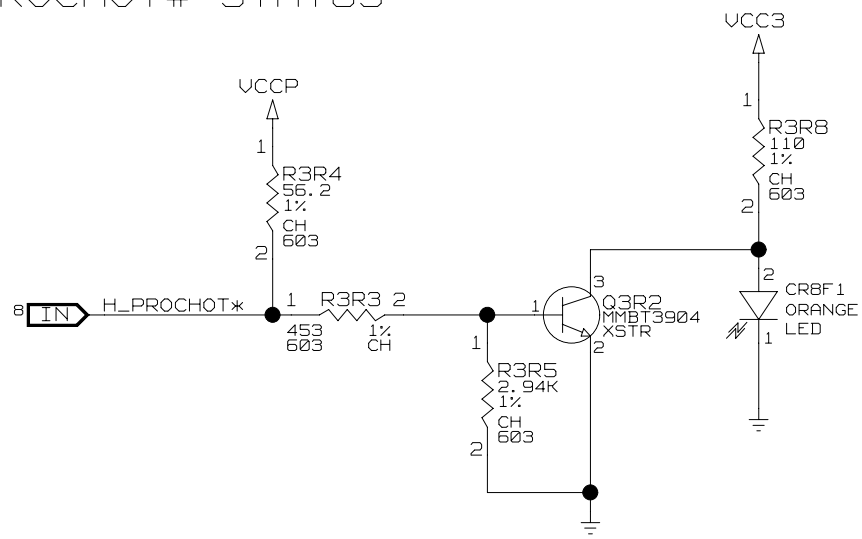 PROCHOT# STATUS
VCC3
VCCP
1
R3R8
110
1%
CH
603
2
1
R3R4
56.2
1%
CH
603
2
8 IN H_PROCHOT*
1 R3R3 2
453 1%
603 CH
1
3
Q3R2
MMBT3904
XSTR
2
2
CR8F1
ORANGE
LED
1
1
R3R5
2.94K
1%
CH
603
2